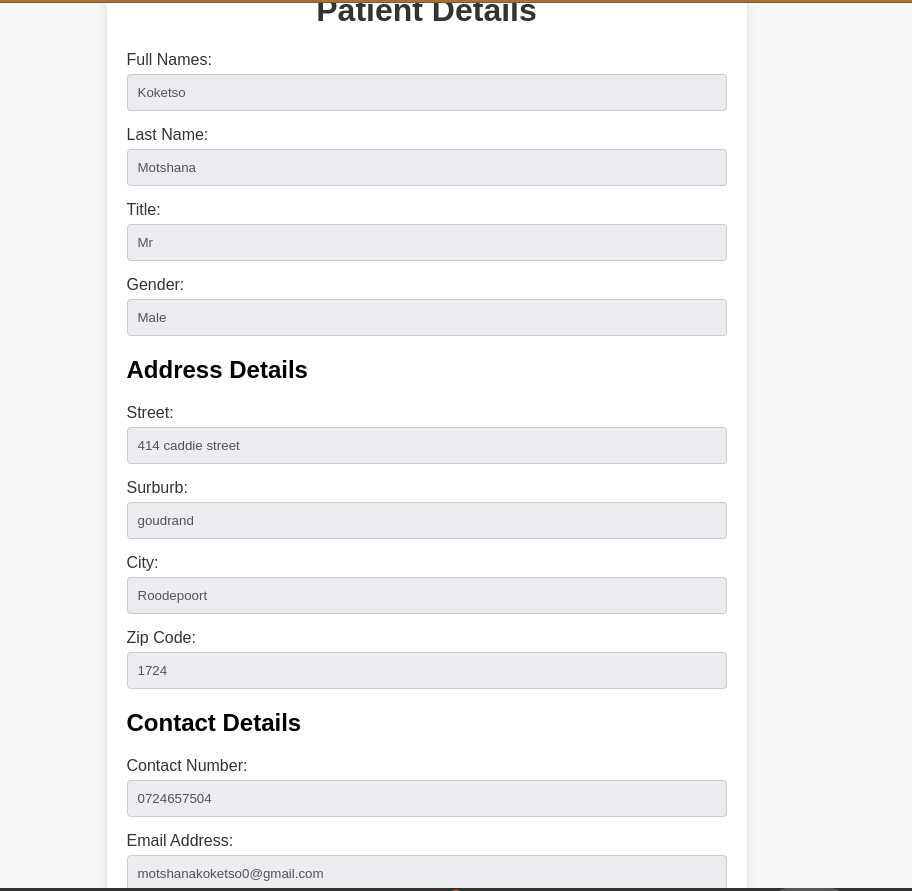 Patient Details
Full Names:
Koketso
Last Name:
Motshana
Title:
Mr
Gender:
Male
Address Details
Street:
414 caddie street
Surburb:
goudrand
City:
Roodepoort
Zip Code:
1724
Contact Details
Contact Number:
0724657504
Email Address:
motshanakoketso0@gmail.com